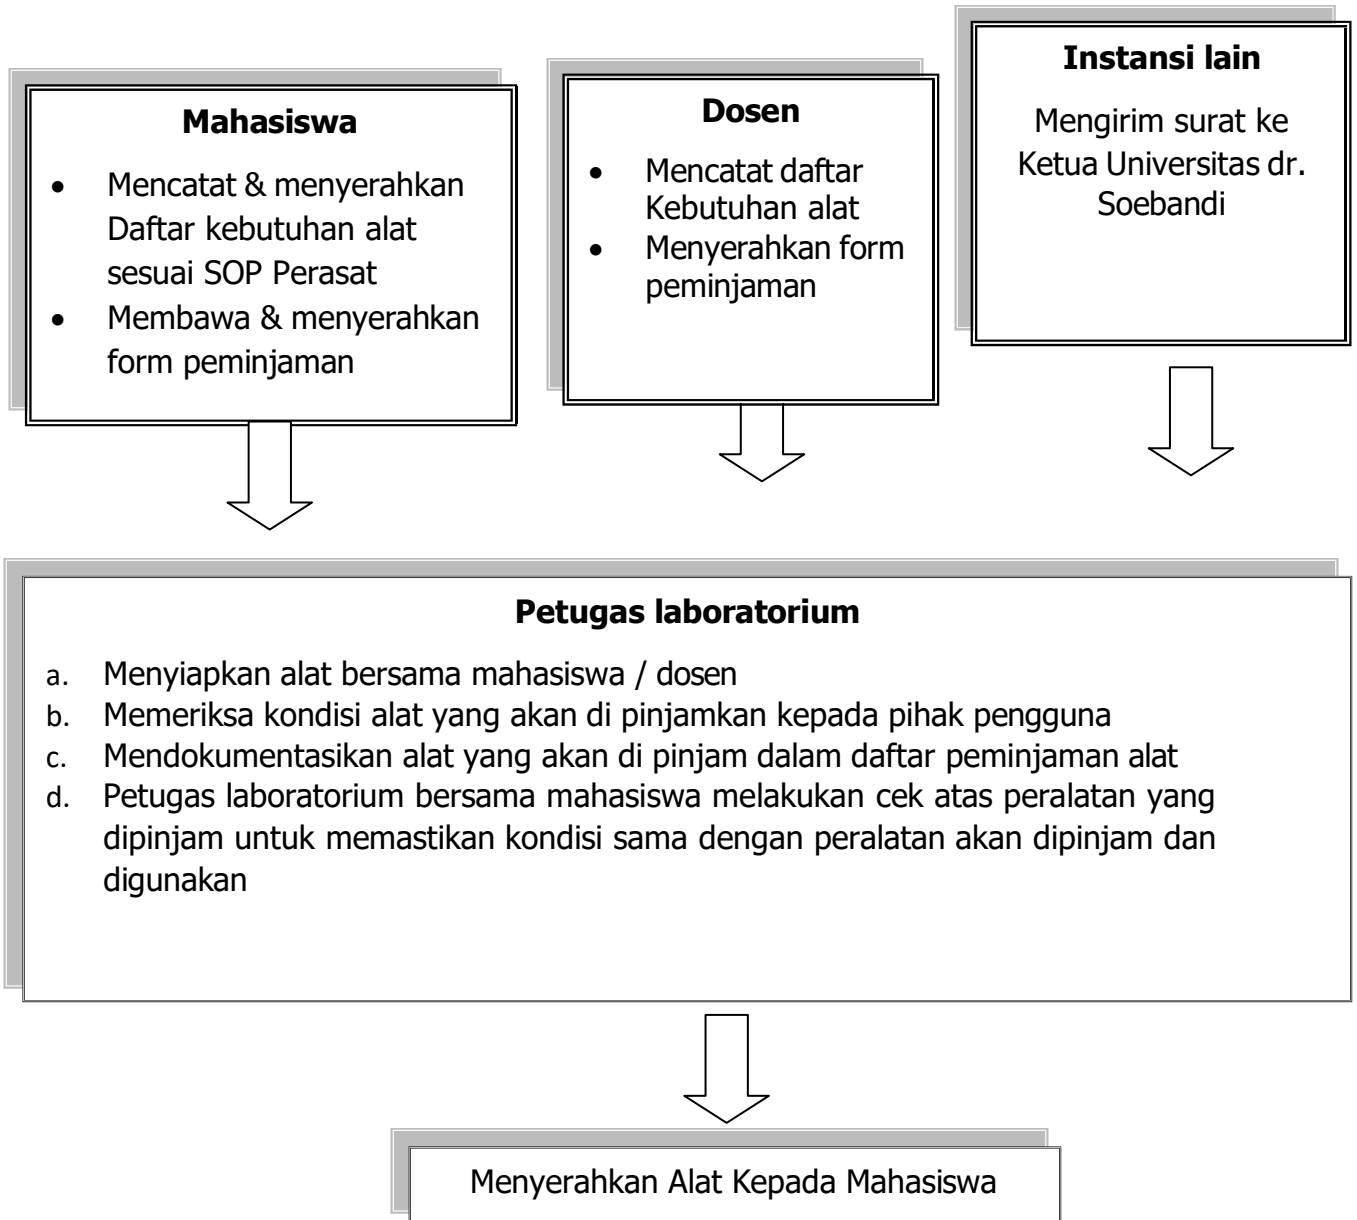 Mahasiswa
• Mencatat & menyerahkan
Daftar kebutuhan alat
sesuai SOP Perasat
• Membawa & menyerahkan
form peminjaman
Dosen
• Mencatat daftar
Kebutuhan alat
• Menyerahkan form
peminjaman
Instansi lain
Mengirim surat ke
Ketua Universitas dr.
Soebandi
Petugas laboratorium
a. Menyiapkan alat bersama mahasiswa / dosen
b. Memeriksa kondisi alat yang akan di pinjamkan kepada pihak pengguna
c. Mendokumentasikan alat yang akan di pinjam dalam daftar peminjaman alat
d. Petugas laboratorium bersama mahasiswa melakukan cek atas peralatan yang
dipinjam untuk memastikan kondisi sama dengan peralatan akan dipinjam dan
digunakan
Menyerahkan Alat Kepada Mahasiswa